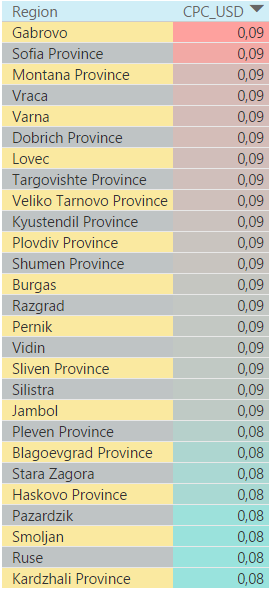 Region CPC_USD
Gabrovo 0,09
Sofia Province 0,09
Montana Province 0,09
Vraca 0,09
Varna 0,09
Dobrich Province 0,09
Lovec 0,09
Targovishte Province 0,09
Veliko Tarnovo Province 0,09
Kyustendil Province 0,09
Plovdiv Province 0,09
Shumen Province 0,09
Burgas 0,09
Razgrad 0,09
Pernik 0,09
Vidin 0,09
Sliven Province 0,09
Silistra 0,09
Jambol 0,09
Pleven Province 0,08
Blagoevgrad Province 0,08
Stara Zagora 0,08
Haskovo Province 0,08
Pazardzik 0,08
Smoljan 0,08
Ruse 0,08
Kardzhali Province 0,08